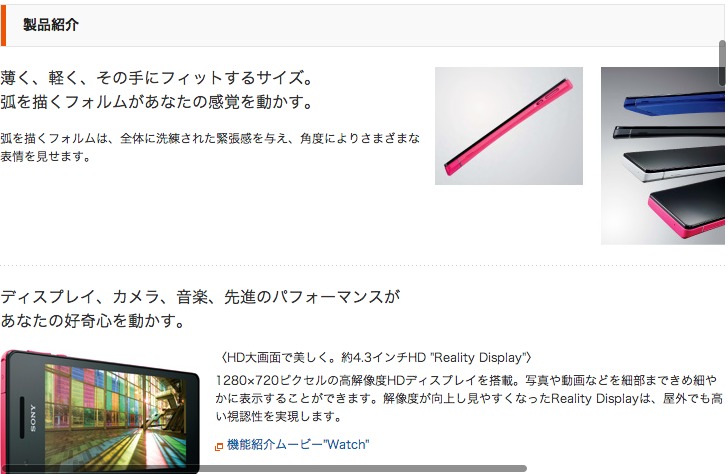 製品紹介
薄く、軽く、その手にフィットするサイズ。
弧を描くフォルムがあなたの感覚を動かす。
弧を描くフォルムは、全体に洗練された緊張感を与え、角度によりさまざまな
表情を見せます。
ディスプレイ、カメラ、音楽、先進のパフォーマンスが
あなたの好奇心を動かす。
〈HD大画面で美しく。約4.3インチHD "Reality Display"〉
1280×720ピクセルの高解像度HDディスプレイを搭載。写真や動画などを細部まできめ細や
かに表示することができます。解像度が向上し見やすくなったReality Displayは、屋外でも高
い視認性を実現します。
SONY
機能紹介ムービー"Watch"